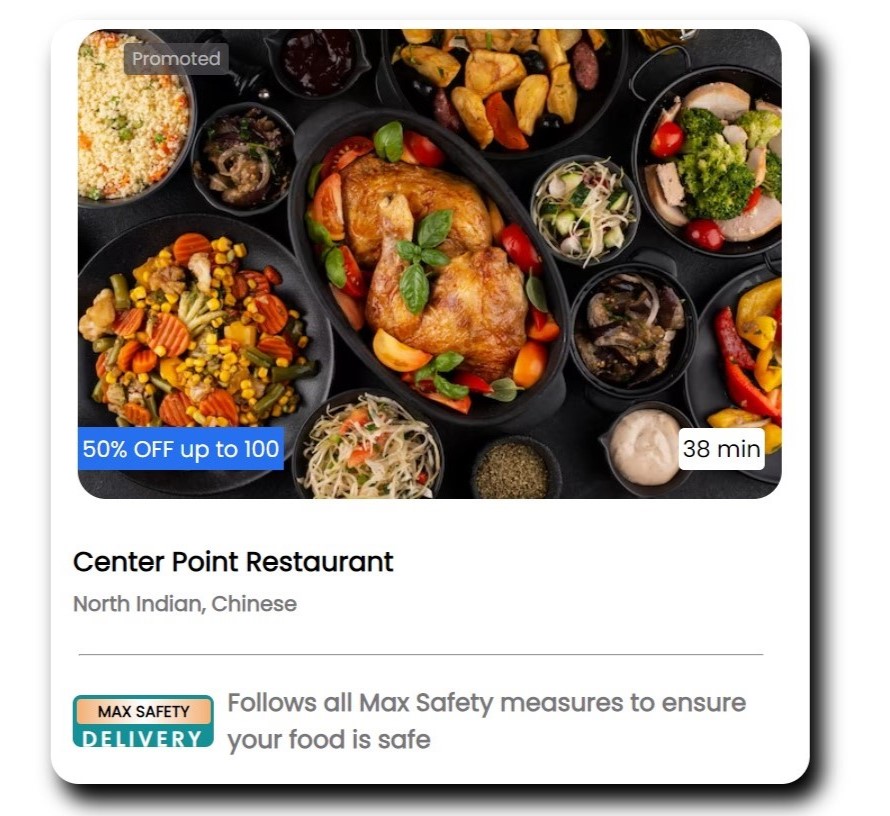 Promoted
50% OFF up to 100
38 min
Center Point Restaurant
North Indian, Chinese
MAX SAFETY
DELIVERY
Follows all Max Safety measures to ensure
your food is safe